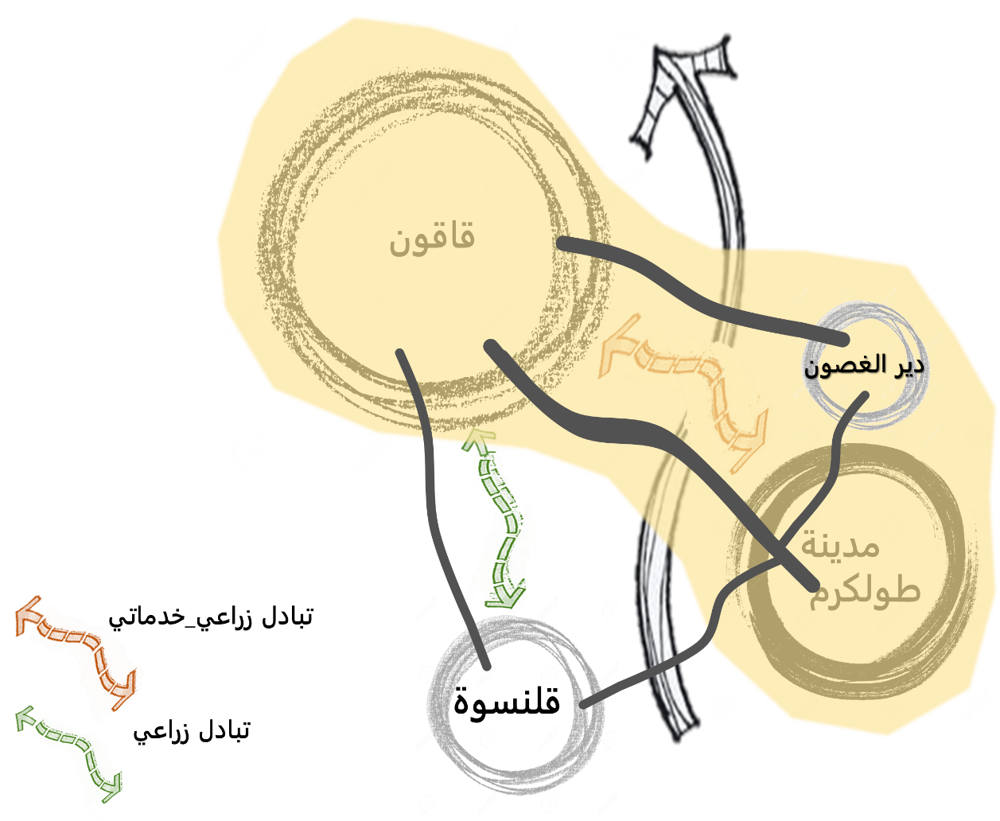 قاقون
دير الغصون
مدينة
طولكرم
تبادل زراعي_خدماتي
قلنسوة
تبادل زراعي